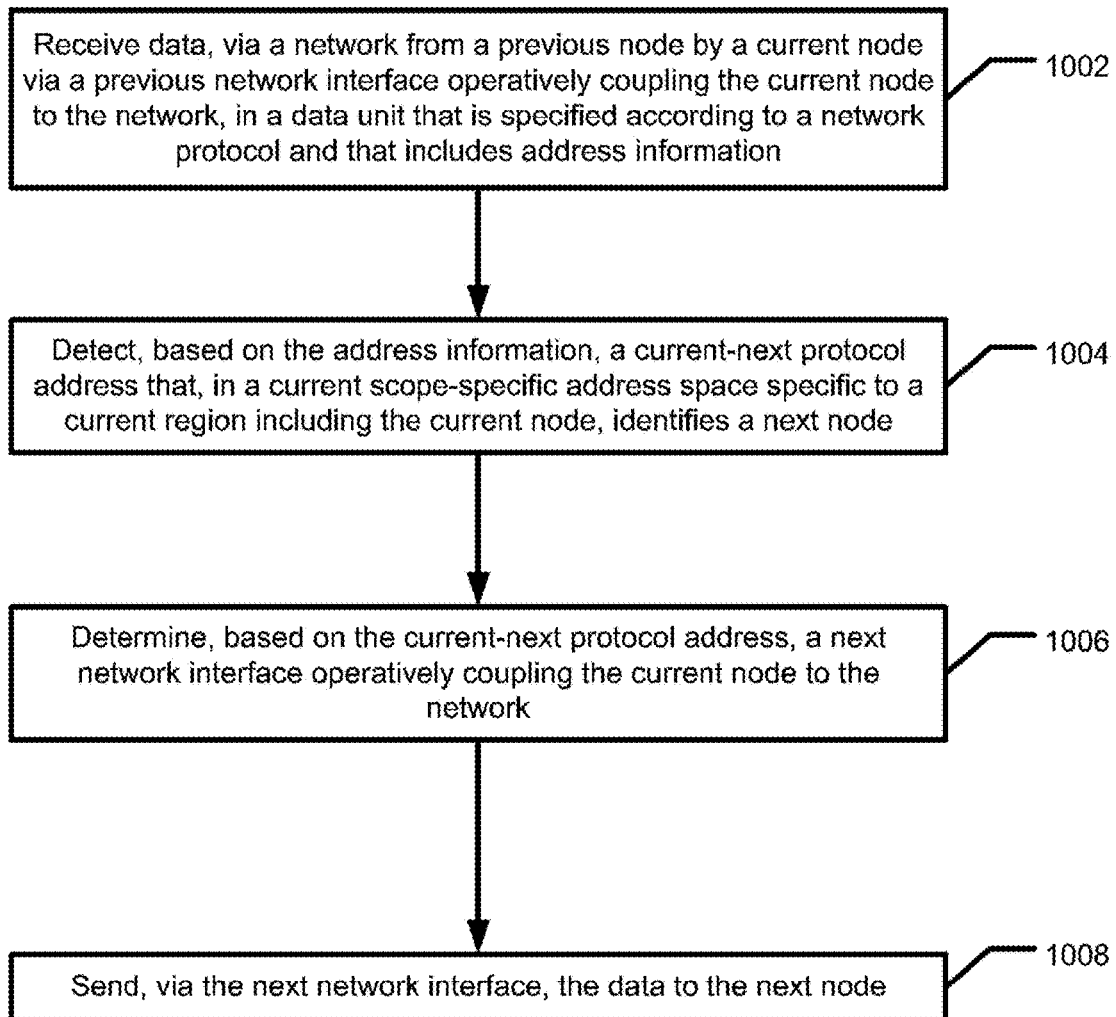 Receive data, via a network from a previous node by a current node
via a previous network interface operatively coupling the current node
to the network, in a data unit that is specified according to a network
protocol and that includes address information
1002
Detect, based on the address information, a current-next protocol
address that, in a current scope-specific address space specific to a
current region including the current node, identifies a next node
1004
Determine, based on the current-next protocol address, a next
network interface operatively coupling the current node to the
network
1006
Send, via the next network interface, the data to the next node
1008